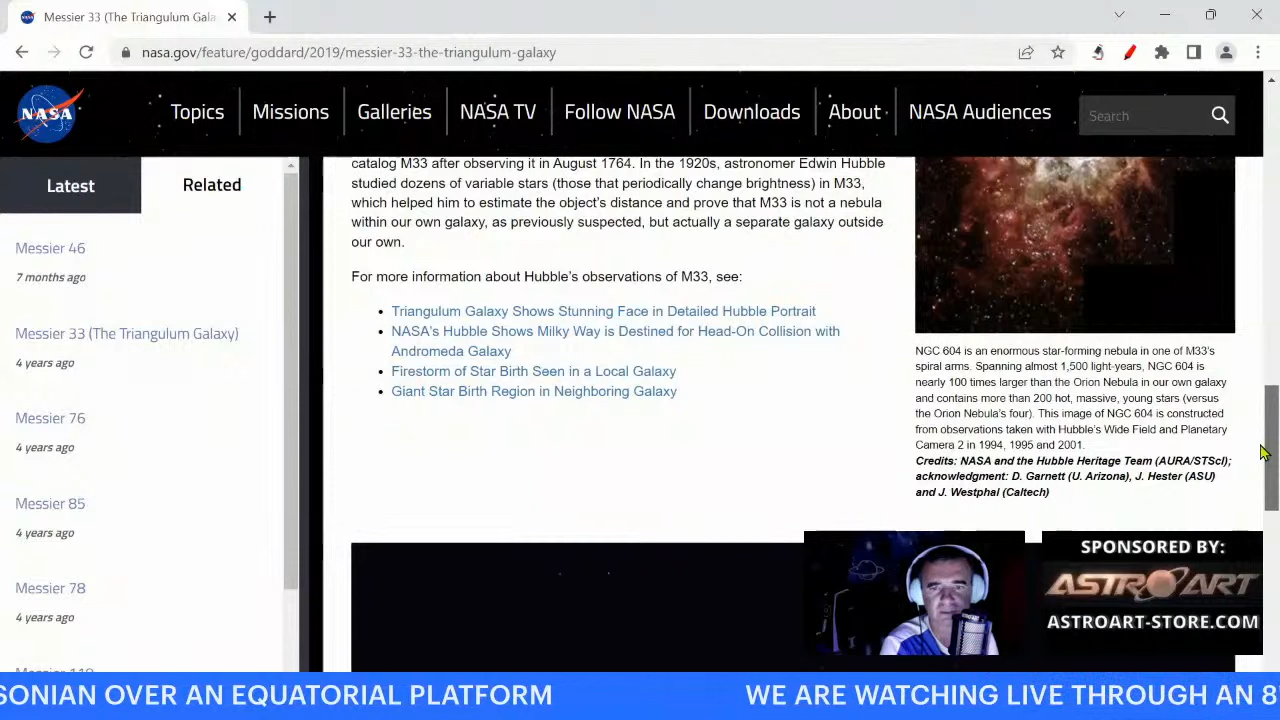 Messier 33 (The Triangulum Gala
nasa.gov/feature/goddard/2019/messier-33-the-triangulum-galaxy
NASA
Topics
Missions
Galleries
NASA TV
Follow NASA
Downloads
About
NASA Audiences
Search
Latest
Related
Messier 46
7 months ago
Messier 33 (The Triangulum Galaxy)
4 years ago
Messier 76
4 years ago
Messier 85
4 years ago
Messier 78
4 years ago
catalog M33 after observing it in August 1764. In the 1920s, astronomer Edwin Hubble
studied dozens of variable stars (those that periodically change brightness) in M33,
which helped him to estimate the object's distance and prove that M33 is not a nebula
within our own galaxy, as previously suspected, but actually a separate galaxy outside
our own.
For more information about Hubble's observations of M33, see:
Triangulum Galaxy Shows Stunning Face in Detailed Hubble Portrait
NASA's Hubble Shows Milky Way is Destined for Head-On Collision with
Andromeda Galaxy
Firestorm of Star Birth Seen in a Local Galaxy
Giant Star Birth Region in Neighboring Galaxy
NGC 604 is an enormous star-forming nebula in one of M33's
spiral arms. Spanning almost 1,500 light-years, NGC 604 is
nearly 100 times larger than the Orion Nebula in our own galaxy
and contains more than 200 hot, massive, young stars (versus
the Orion Nebula's four). This image of NGC 604 is constructed
from observations taken with Hubble's Wide Field and Planetary
Camera 2 in 1994, 1995 and 2001.
Credits: NASA and the Hubble Heritage Team (AURA/STScI);
acknowledgment: D. Garnett (U. Arizona), J. Hester (ASU)
and J. Westphal (Caltech)
SPONSORED BY:
ASTROART
ASTROART-STORE.COM
SONIAN OVER AN EQUATORIAL PLATFORM
WE ARE WATCHING LIVE THROUGH AN 8